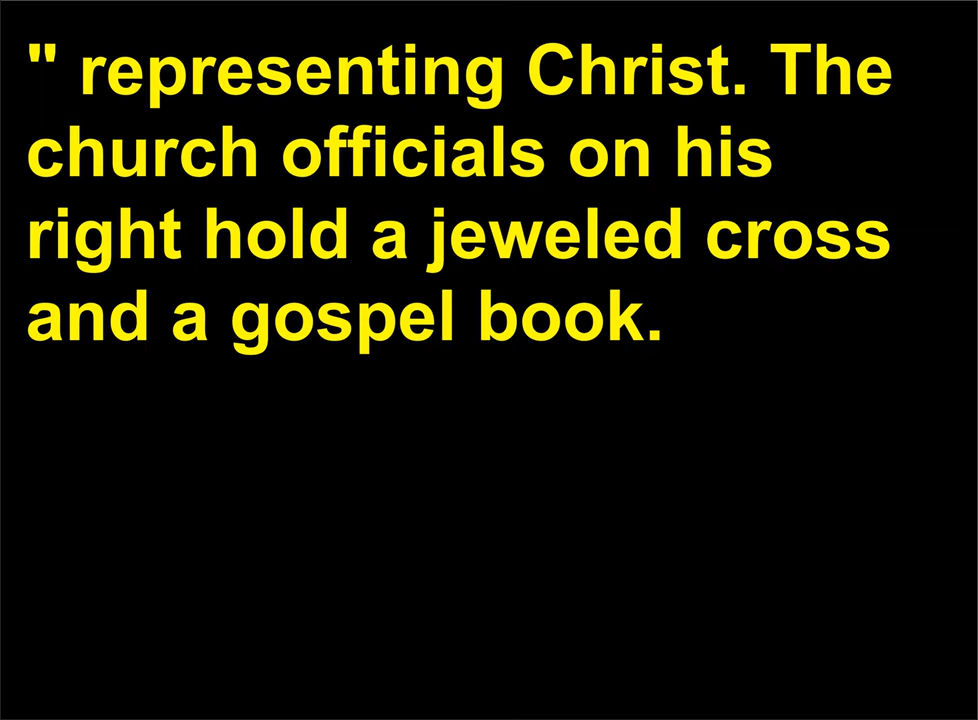 " representing Christ. The
church officials on his
right hold a jeweled cross
and a gospel book.